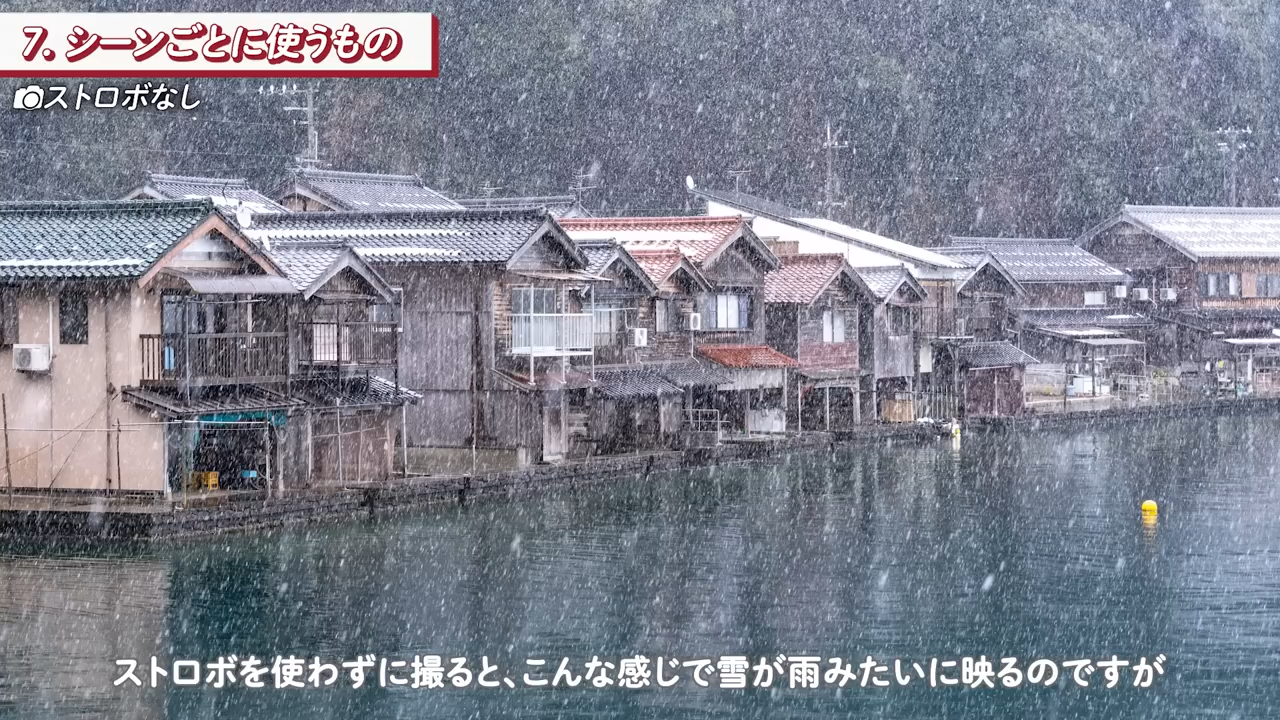 7. シーンごとに使うもの
ストロボなし
ストロボを使わずに撮ると、こんな感じで雪が雨みたいに映るのですが